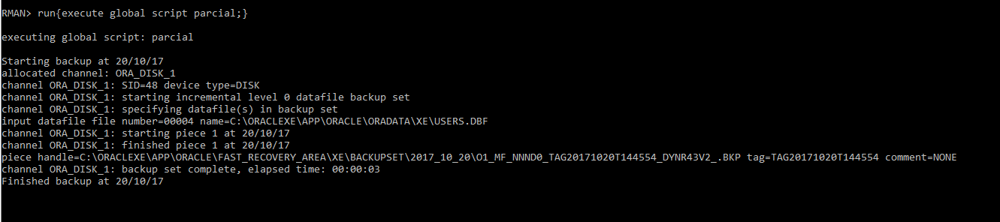 RMAN> run{execute global script parcial;}
executing global script: parcial
Starting backup at 20/10/17
allocated channel: ORA_DISK_1
channel ORA_DISK_1: SID=48 device type=DISK
channel ORA_DISK_1: starting incremental level 0 datafile backup set
channel ORA_DISK_1: specifying datafile(s) in backup set
input datafile file number=00004 name=C:\ORACLEXE\APP\ORACLE\ORADATA\XE\USERS.DBF
channel ORA_DISK_1: starting piece 1 at 20/10/17
channel ORA_DISK_1: finished piece 1 at 20/10/17
piece handle=C:\ORACLEXE\APP\ORACLE\FAST_RECOVERY_AREA\XE\BACKUPSET\2017_10_20\O1_MF_NNND0_TAG20171020T144554_DYNR43V2_.BKP tag=TAG20171020T144554 comment=NONE
channel ORA_DISK_1: backup set complete, elapsed time: 00:00:03
Finished backup at 20/10/17